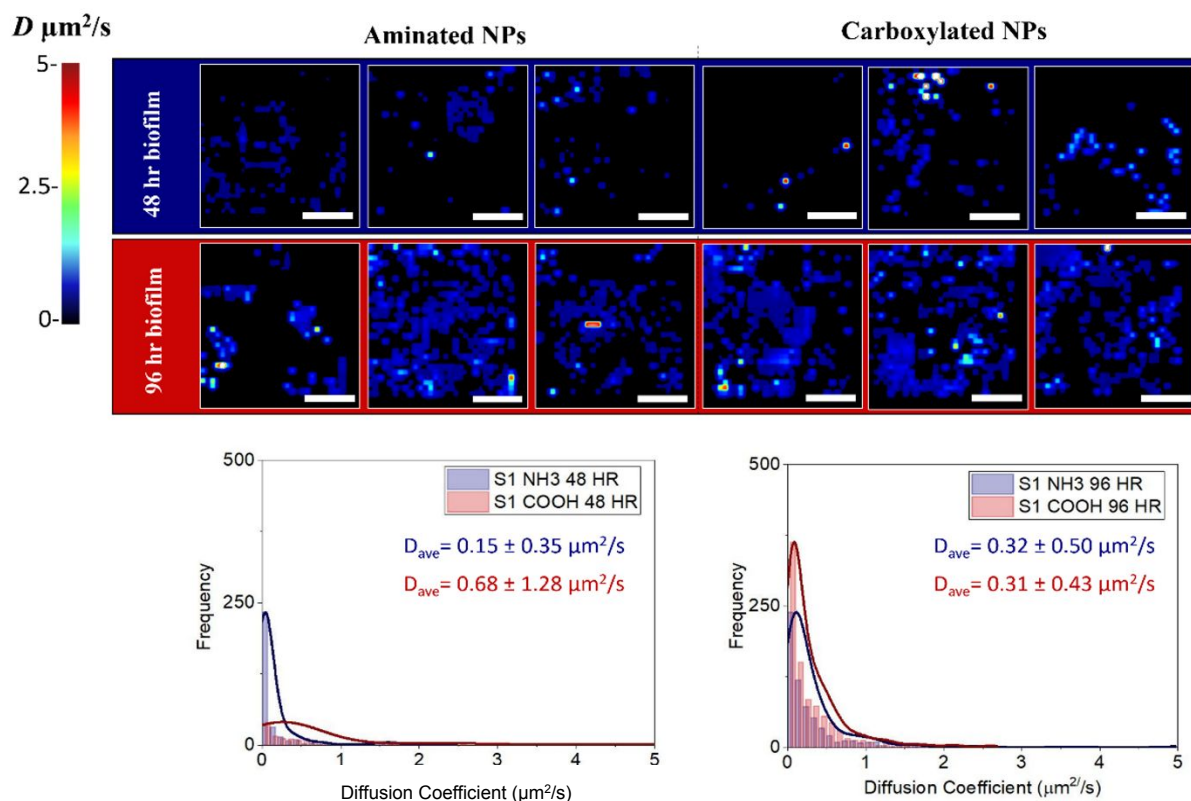 D μm²/s
Aminated NPs
Carboxylated NPs
5-
2.5-
0-
48 hr biofilm
96 hr biofilm
500
250
0
Frequency
S1 NH3 48 HR
S1 COOH 48 HR
Dave= 0.15 ± 0.35 μm²/s
Dave= 0.68 ± 1.28 μm²/s
0 1 2 3 4 5
Diffusion Coefficient (μm²/s)
500
250
0
Frequency
S1 NH3 96 HR
S1 COOH 96 HR
Dave= 0.32 ± 0.50 μm²/s
Dave= 0.31 ± 0.43 μm²/s
0 1 2 3 4 5
Diffusion Coefficient (μm²/s)